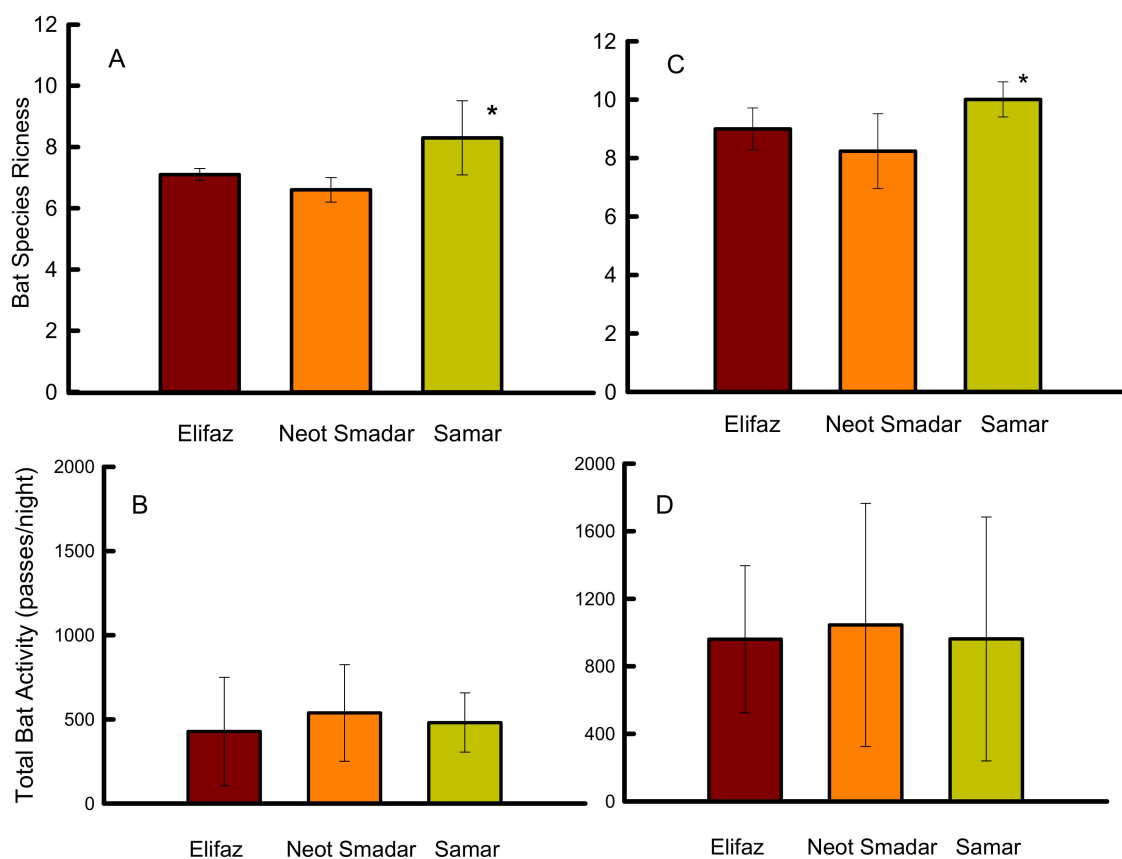 Bat Species Ricness
12
10
8
6
4
2
0
A
*
Elifaz
Neot Smadar
Samar
12
10
8
6
4
2
0
C
*
Elifaz
Neot Smadar
Samar
Total Bat Activity (passes/night)
2000
1500
1000
500
0
B
Elifaz
Neot Smadar
Samar
2000
1600
1200
800
400
0
D
Elifaz
Neot Smadar
Samar